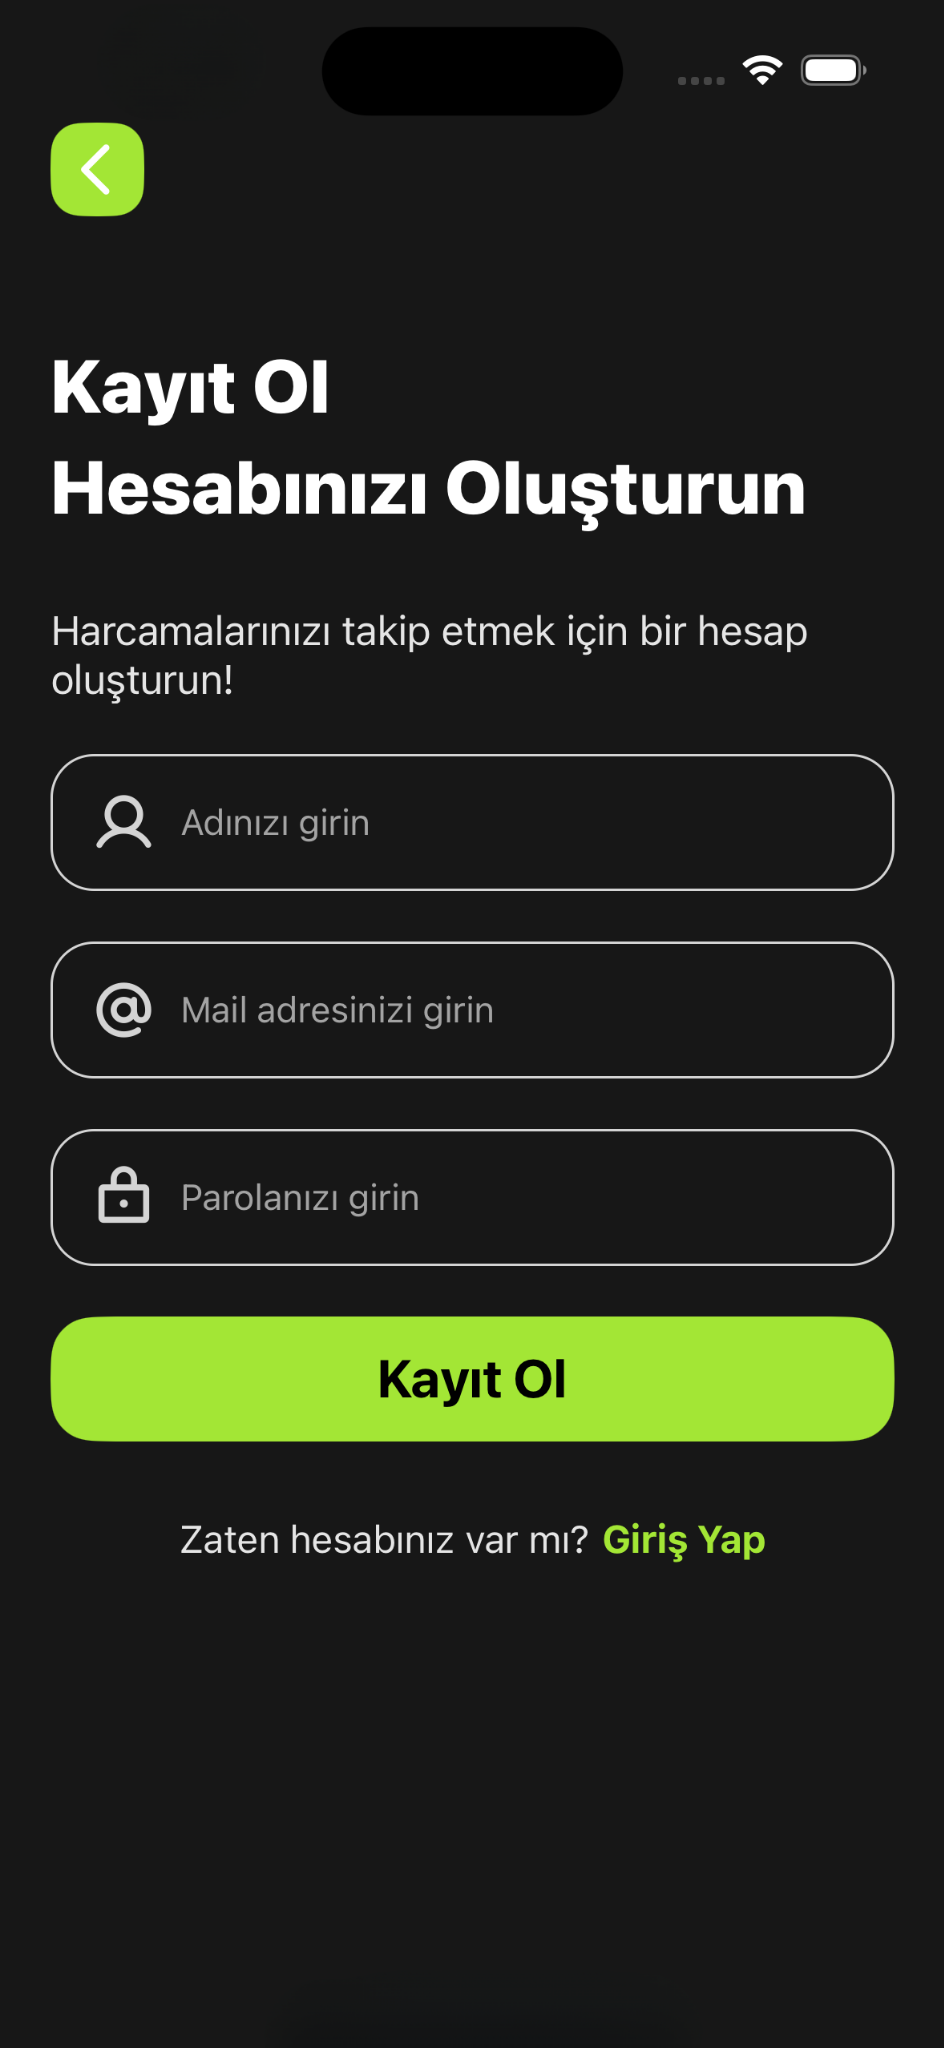 Kayıt Ol
Hesabınızı Oluşturun
Harcamalarınızı takip etmek için bir hesap
oluşturun!
Adınızı girin
Mail adresinizi girin
Parolanızı girin
Kayıt Ol
Zaten hesabınız var mı? Giriş Yap